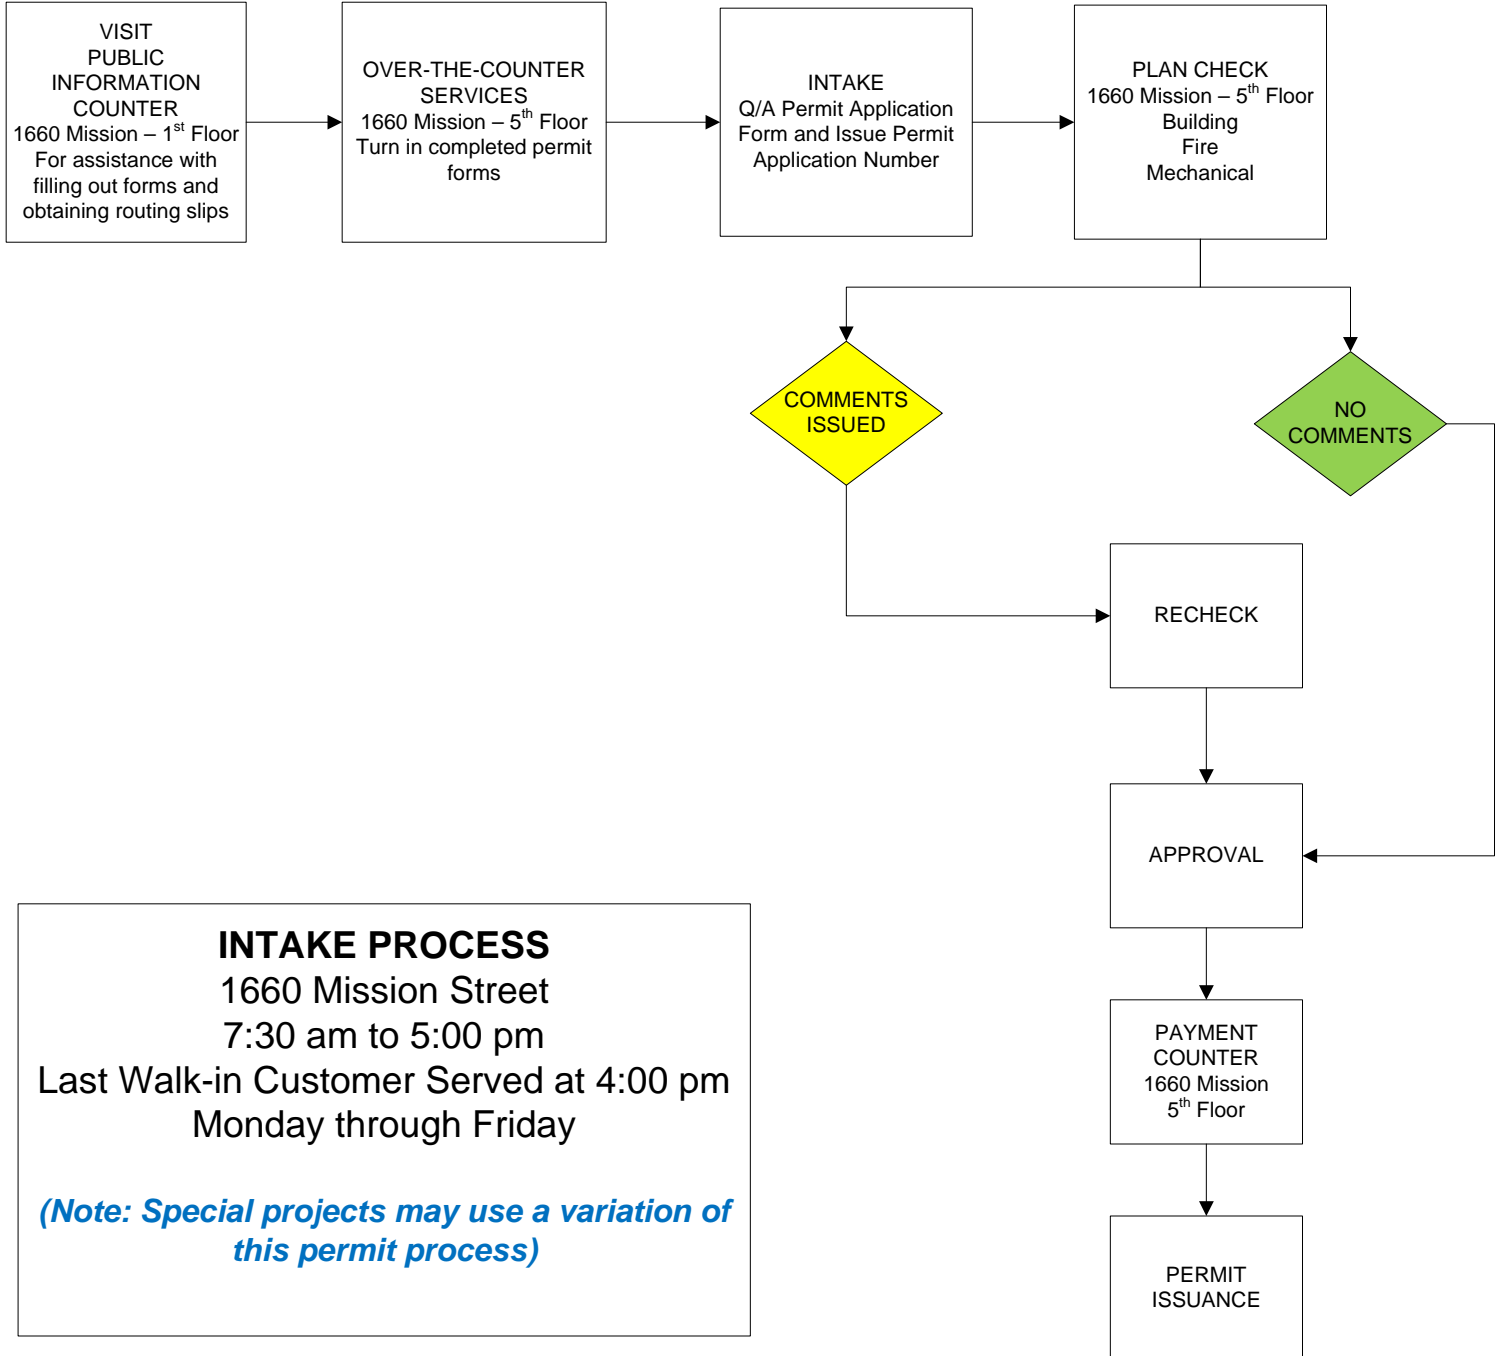 VISIT
PUBLIC
INFORMATION
COUNTER
1660 Mission – 1st Floor
For assistance with
filling out forms and
obtaining routing slips
OVER-THE-COUNTER
SERVICES
1660 Mission – 5th Floor
Turn in completed permit
forms
INTAKE
Q/A Permit Application
Form and Issue Permit
Application Number
PLAN CHECK
1660 Mission – 5th Floor
Building
Fire
Mechanical
COMMENTS
ISSUED
NO
COMMENTS
RECHECK
APPROVAL
PAYMENT
COUNTER
1660 Mission
5th Floor
PERMIT
ISSUANCE
INTAKE PROCESS
1660 Mission Street
7:30 am to 5:00 pm
Last Walk-in Customer Served at 4:00 pm
Monday through Friday
(Note: Special projects may use a variation of
this permit process)